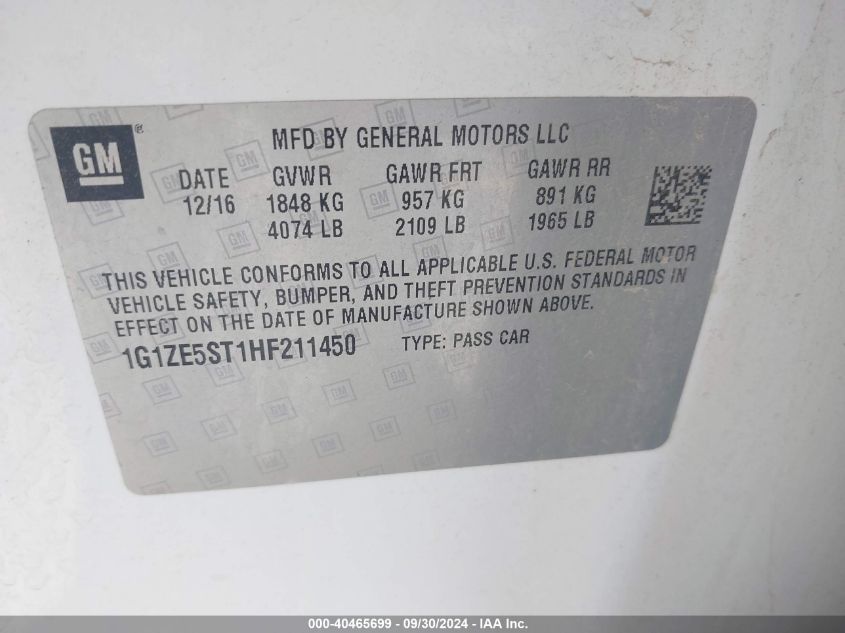 GM®
MFD BY GENERAL MOTORS LLC
DATE GVWR GAWR FRT GAWR RR
12/16 1848 KG 957 KG 891 KG
4074 LB 2109 LB 1965 LB
THIS VEHICLE CONFORMS TO ALL APPLICABLE U.S. FEDERAL MOTOR
VEHICLE SAFETY, BUMPER, AND THEFT PREVENTION STANDARDS IN
EFFECT ON THE DATE OF MANUFACTURE SHOWN ABOVE.
1G1ZE5ST1HF211450 TYPE: PASS CAR
000-40465699 - 09/30/2024 - IAA Inc.